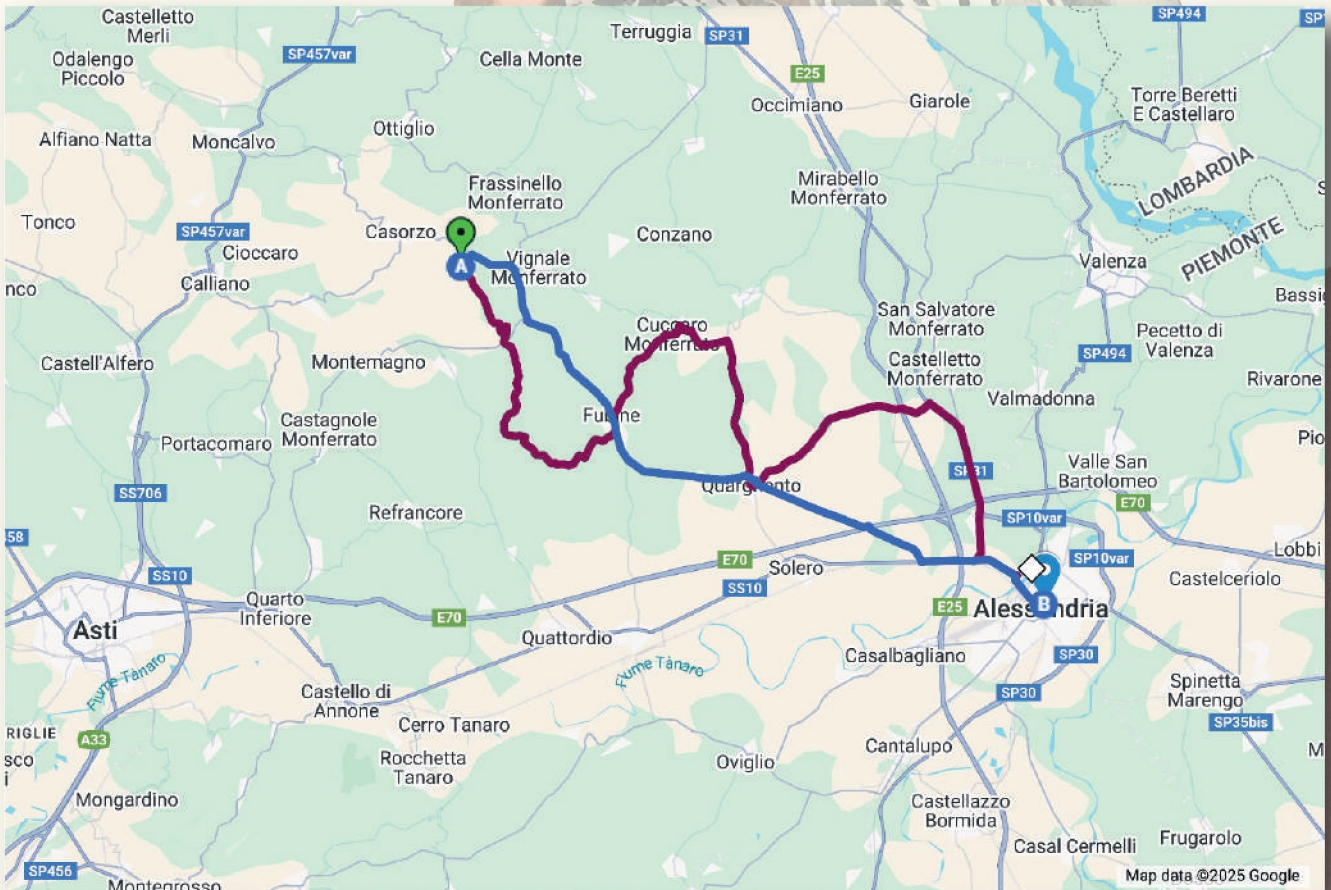 Castelletto
Merli
Terruggia
SP31
SP494
SP
Odalengo
Piccolo
SP457var
Cella Monte
E25
Occimiano
Giarole
Torre Beretti
E Castellaro
Alfiano Natta
Moncalvo
Ottiglio
LOMBARDIA
PIEMONTE
Frassinello
Monferrato
Mirabello
Monferrato
Tonco
SP457var
Cioccaro
Casorzo
A
Vignale
Monferrato
Conzano
Valenza
nco
Calliano
Bassig
San Salvatore
Monferrato
Cuccaro
Monferrato
Pecetto di
Valenza
SP494
Castell'Alfero
Montemagno
Castelletto
Monferrato
Rivarone
Valmadonna
Fubine
Castagnole
Monferrato
Portacomaro
Pio
SP31
Valle San
Bartolomeo
Quargnento
SS706
E70
Refrancore
SP10var
58
E70
Solero
SP10var
Lobbi
SS10
SS10
Castelceriolo
Quarto
Inferiore
E70
E25
Alessandria
B
Asti
Quattordio
Casalbagliano
SP30
Fiume Tànaro
Fiume Tànaro
SP30
Spinetta
Marengo
Castello di
Annone
Cerro Tanaro
SP35bis
RIGLIE
A33
Rocchetta
Tanaro
Oviglio
Cantalupo
M
sco
i
Mongardino
Castellazzo
Bormida
Frugarolo
Casal Cermelli
SP456
Montegrosso
Map data ©2025 Google